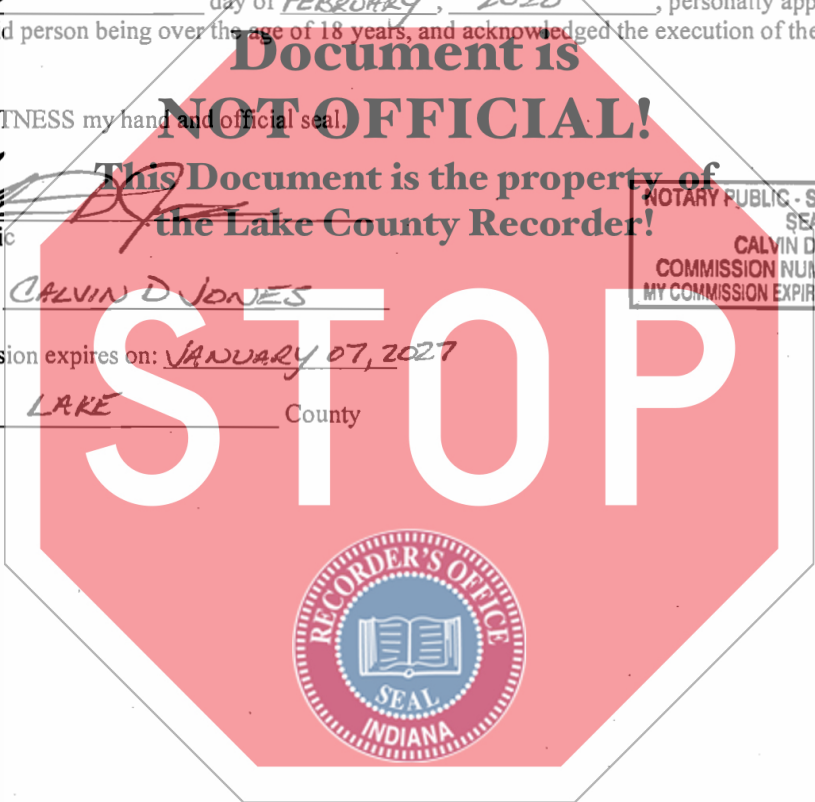 day of FEBRUARY, 2020, personally app
d person being over the age of 18 years, and acknowledged the execution of the
Document is
NOT OFFICIAL!
TNESS my hand and official seal.
This Document is the property of
the Lake County Recorder!
NOTARY PUBLIC - S
SEA
CALVIN D
COMMISSION NUM
MY COMMISSION EXPIR
ic
CALVIN D JONES
STOP
sion expires on: JANUARY 07, 2027
LAKE County
RECORDER'S OFFICE
SEAL
INDIANA